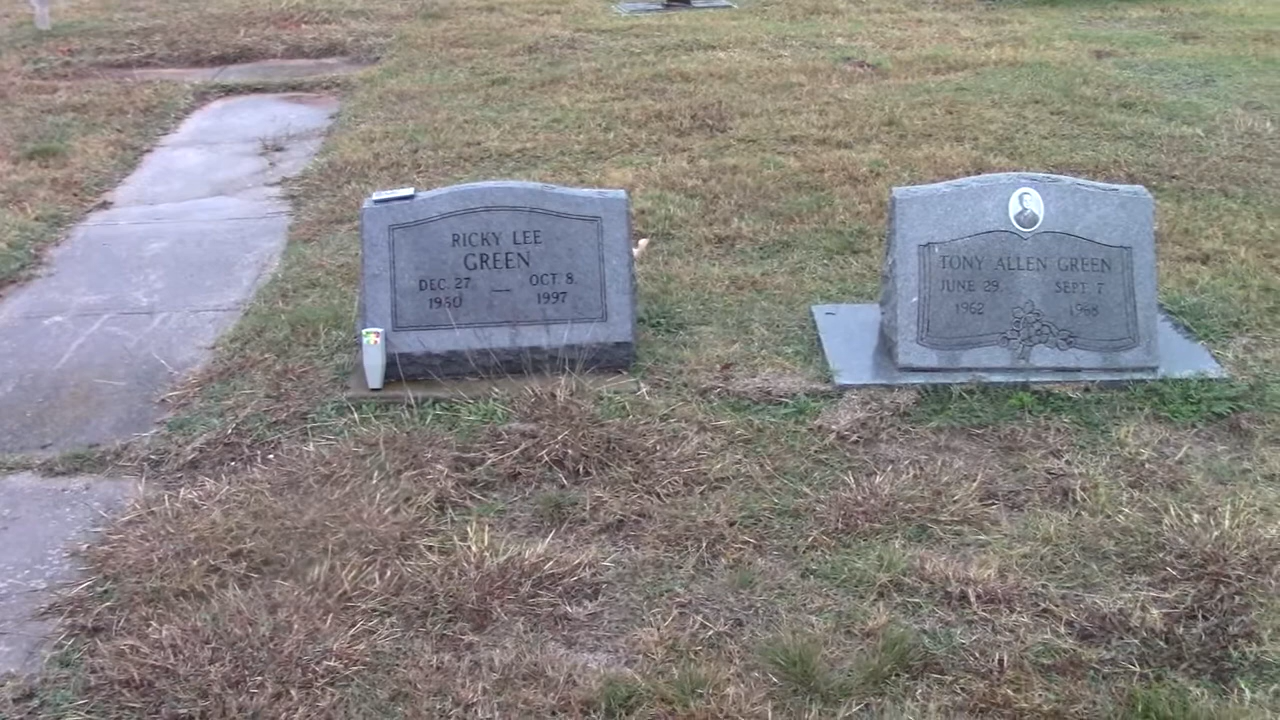 RICKY LEE
GREEN
DEC. 27 — OCT. 8,
1960 1997
TONY ALLEN GREEN
JUNE 29 SEPT 7
1962 1968